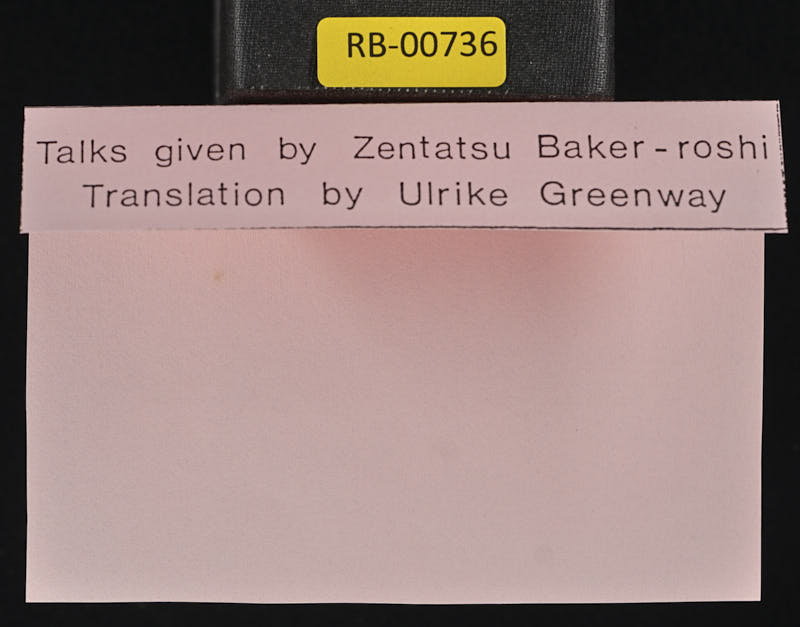 RB-00736
Talks given by Zentatsu Baker-roshi
Translation by Ulrike Greenway